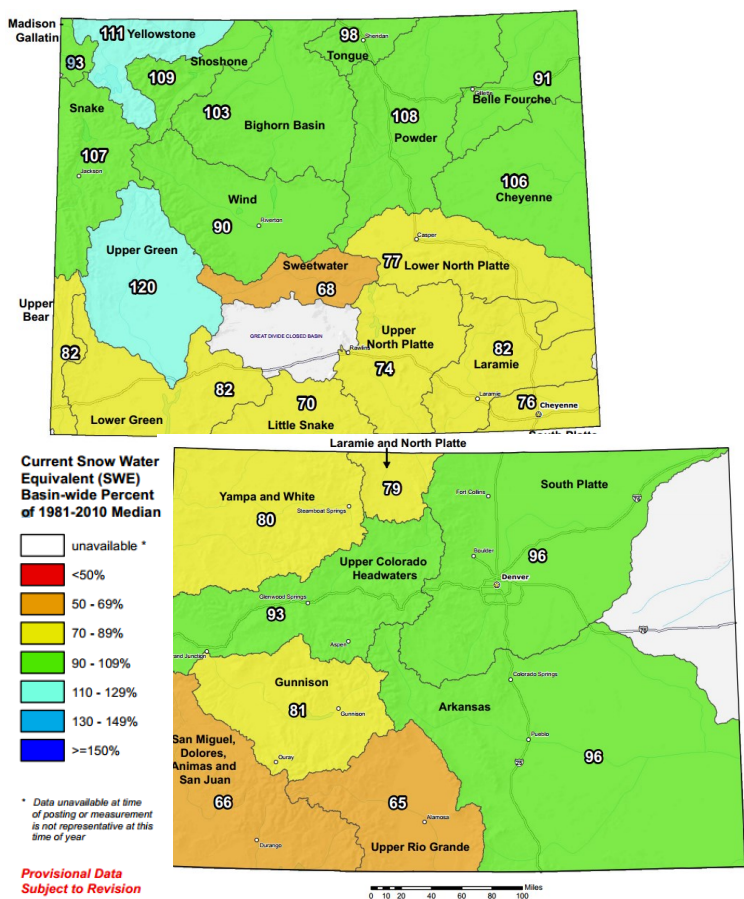 Madison
Gallatin
111 Yellowstone
98
Sheridan
Tongue
93
Shoshone
109
91
Gillette
Belle Fourche
Snake
103
Bighorn Basin
108
Powder
107
Jackson
106
Cheyenne
Wind
90
Riverton
Casper
Upper Green
Sweetwater
77 Lower North Platte
120
68
Upper
Bear
GREAT DIVIDE CLOSED BASIN
Upper
North Platte
Rawlins
82
82
Laramie
74
82
70
Laramie
76 Cheyenne
Lower Green
Little Snake
South Platte
Laramie and North Platte
Current Snow Water
Equivalent (SWE)
Basin-wide Percent
of 1981-2010 Median
unavailable *
<50%
50 - 69%
70 - 89%
90 - 109%
110 - 129%
130 - 149%
>=150%
* Data unavailable at time
of posting or measurement
is not representative at this
time of year
Provisional Data
Subject to Revision
79
South Platte
Yampa and White
Fort Collins
76
Steamboat Springs
80
Boulder
96
Upper Colorado
Headwaters
Denver
Glenwood Springs
93
70
Aspen
and Junction
Gunnison
Colorado Springs
81
Gunnison
Arkansas
San Miguel,
Dolores,
Animas and
San Juan
Ouray
Pueblo
96
25
66
65
Alamosa
Durango
Upper Rio Grande
Miles
0 10 20 40 60 80 100